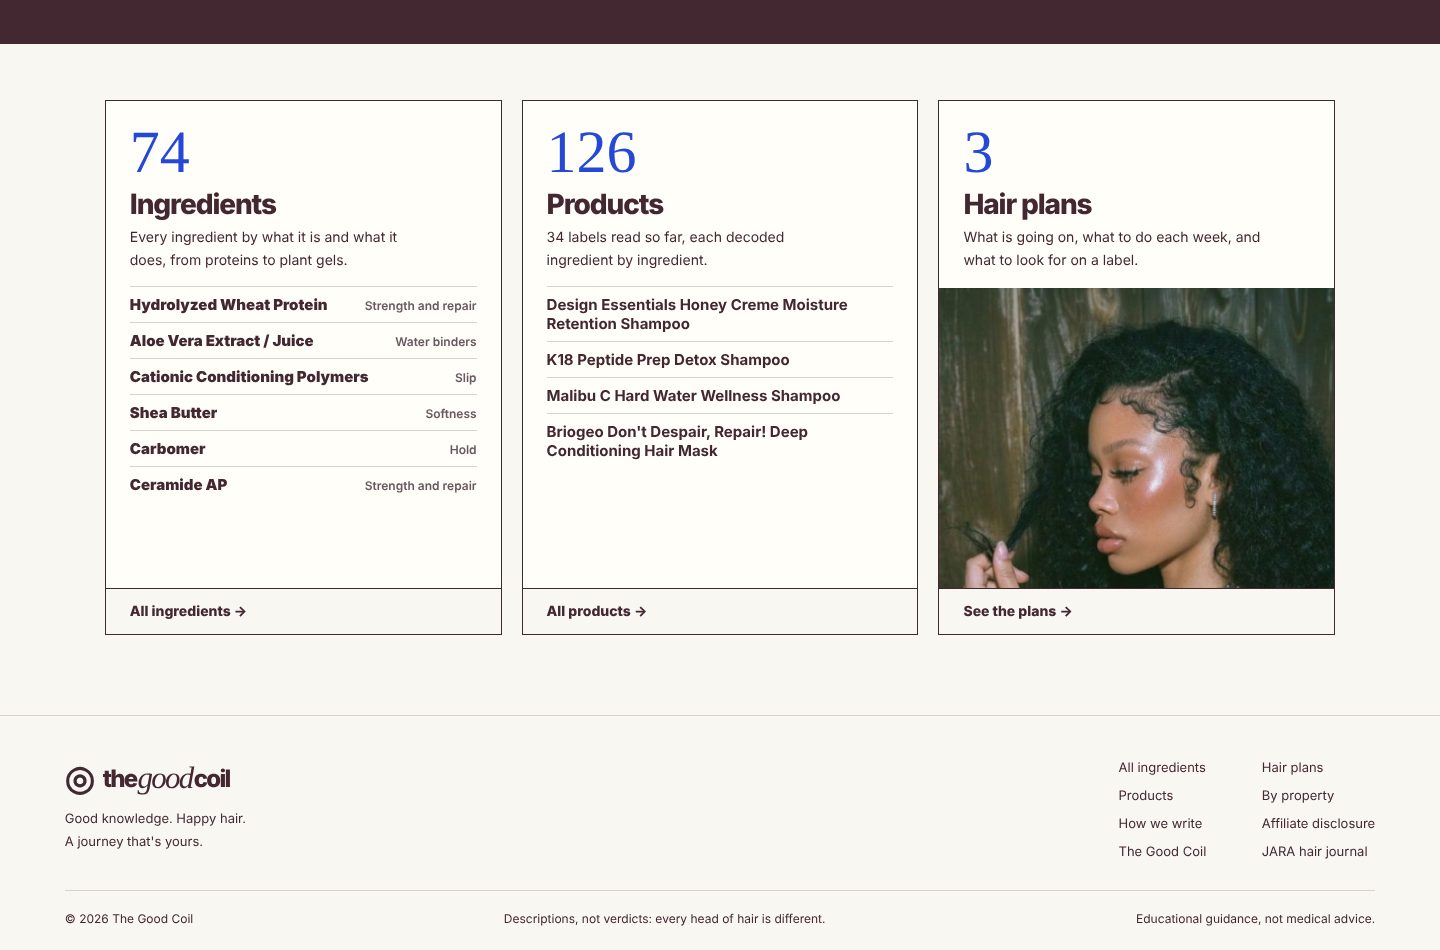 74
Ingredients
Every ingredient by what it is and what it
does, from proteins to plant gels.
Hydrolyzed Wheat Protein Strength and repair
Aloe Vera Extract / Juice Water binders
Cationic Conditioning Polymers Slip
Shea Butter Softness
Carbomer Hold
Ceramide AP Strength and repair
All ingredients →
126
Products
34 labels read so far, each decoded
ingredient by ingredient.
Design Essentials Honey Creme Moisture
Retention Shampoo
K18 Peptide Prep Detox Shampoo
Malibu C Hard Water Wellness Shampoo
Briogeo Don't Despair, Repair! Deep
Conditioning Hair Mask
All products →
3
Hair plans
What is going on, what to do each week, and
what to look for on a label.
See the plans →
thegoodcoil
Good knowledge. Happy hair.
A journey that's yours.
All ingredients
Products
How we write
The Good Coil
Hair plans
By property
Affiliate disclosure
JARA hair journal
© 2026 The Good Coil
Descriptions, not verdicts: every head of hair is different.
Educational guidance, not medical advice.